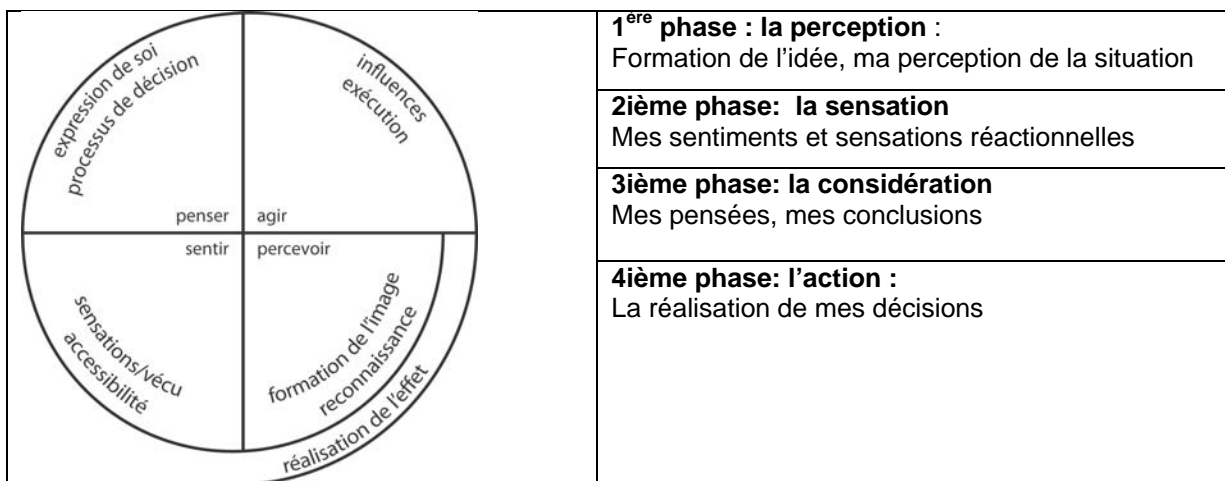 expression de soi
processus de décision
influences
exécution
penser
agir
sentir
percevoir
sensations/vécu
accessibilité
formation de l'image
reconnaissance
réalisation de l'effet
1ère phase : la perception :
Formation de l'idée, ma perception de la situation
2ième phase: la sensation
Mes sentiments et sensations réactionnelles
3ième phase: la considération
Mes pensées, mes conclusions
4ième phase: l'action :
La réalisation de mes décisions